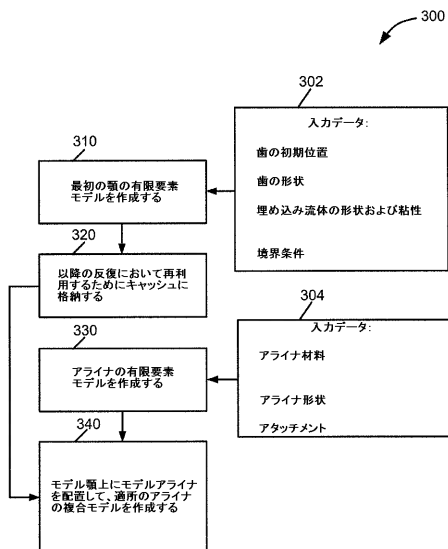 300
302
入力データ:
歯の初期位置
歯の形状
埋め込み流体の形状および粘性
境界条件
310
最初の顎の有限要素
モデルを作成する
320
以降の反復において再利
用するためにキャッシュに
格納する
304
入力データ:
アライナ材料
アライナ形状
アタッチメント
330
アライナの有限要素
モデルを作成する
340
モデル顎上にモデルアライナ
を配置して、適所のアライナ
の複合モデルを作成する